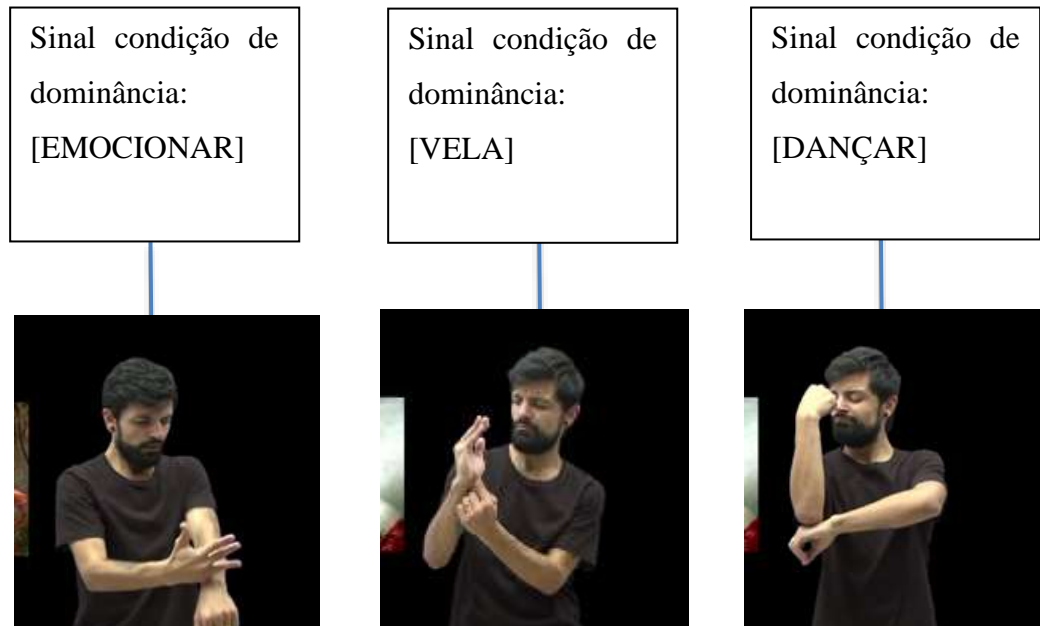 Sinal condição de
dominância:
[EMOCIONAR]
Sinal condição de
dominância:
[VELA]
Sinal condição de
dominância:
[DANÇAR]